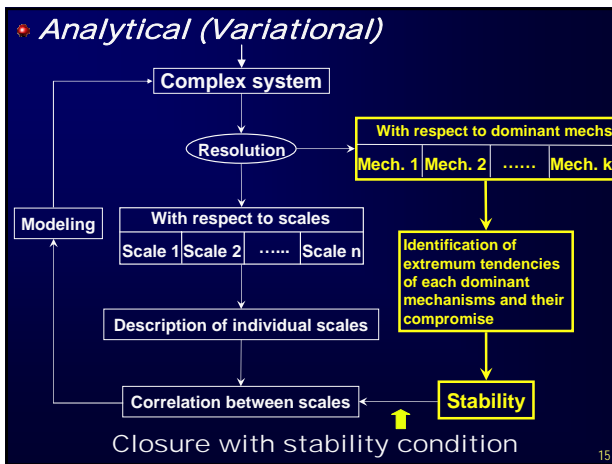 Analytical (Variational)
Complex system
Resolution
With respect to dominant mechs
Mech. 1 Mech. 2 …… Mech. k
With respect to scales
Scale 1 Scale 2 …... Scale n
Modeling
Identification of
extremum tendencies
of each dominant
mechanisms and their
compromise
Description of individual scales
Correlation between scales
Stability
Closure with stability condition
15